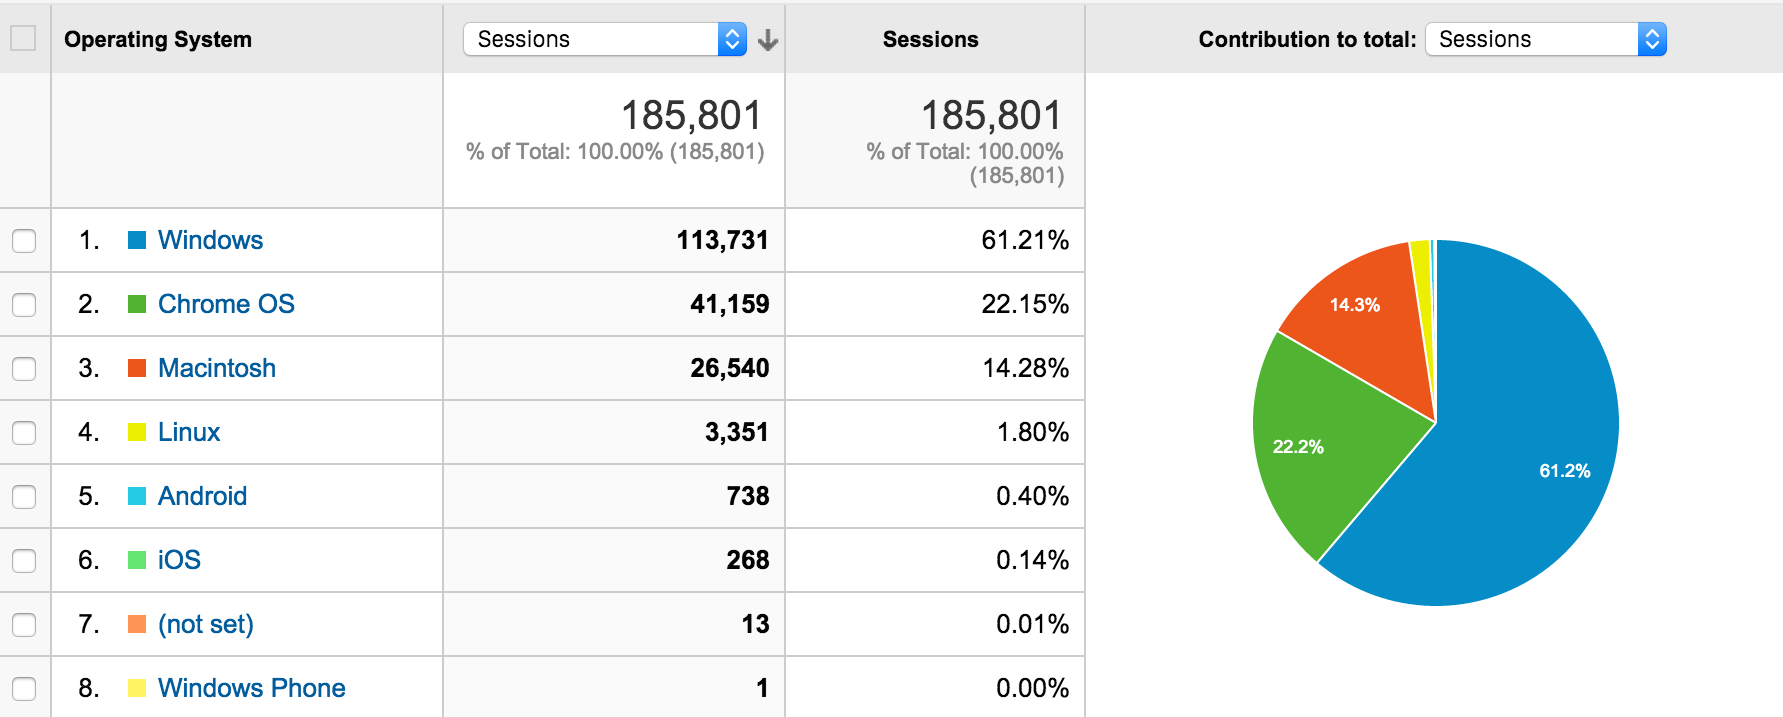 Operating System Sessions Sessions Contribution to total: Sessions
185,801 185,801
% of Total: 100.00% (185,801) % of Total: 100.00%
(185,801)
1. Windows 113,731 61.21%
2. Chrome OS 41,159 22.15%
3. Macintosh 26,540 14.28%
4. Linux 3,351 1.80%
5. Android 738 0.40%
6. iOS 268 0.14%
7. (not set) 13 0.01%
8. Windows Phone 1 0.00%
14.3%
22.2%
61.2%